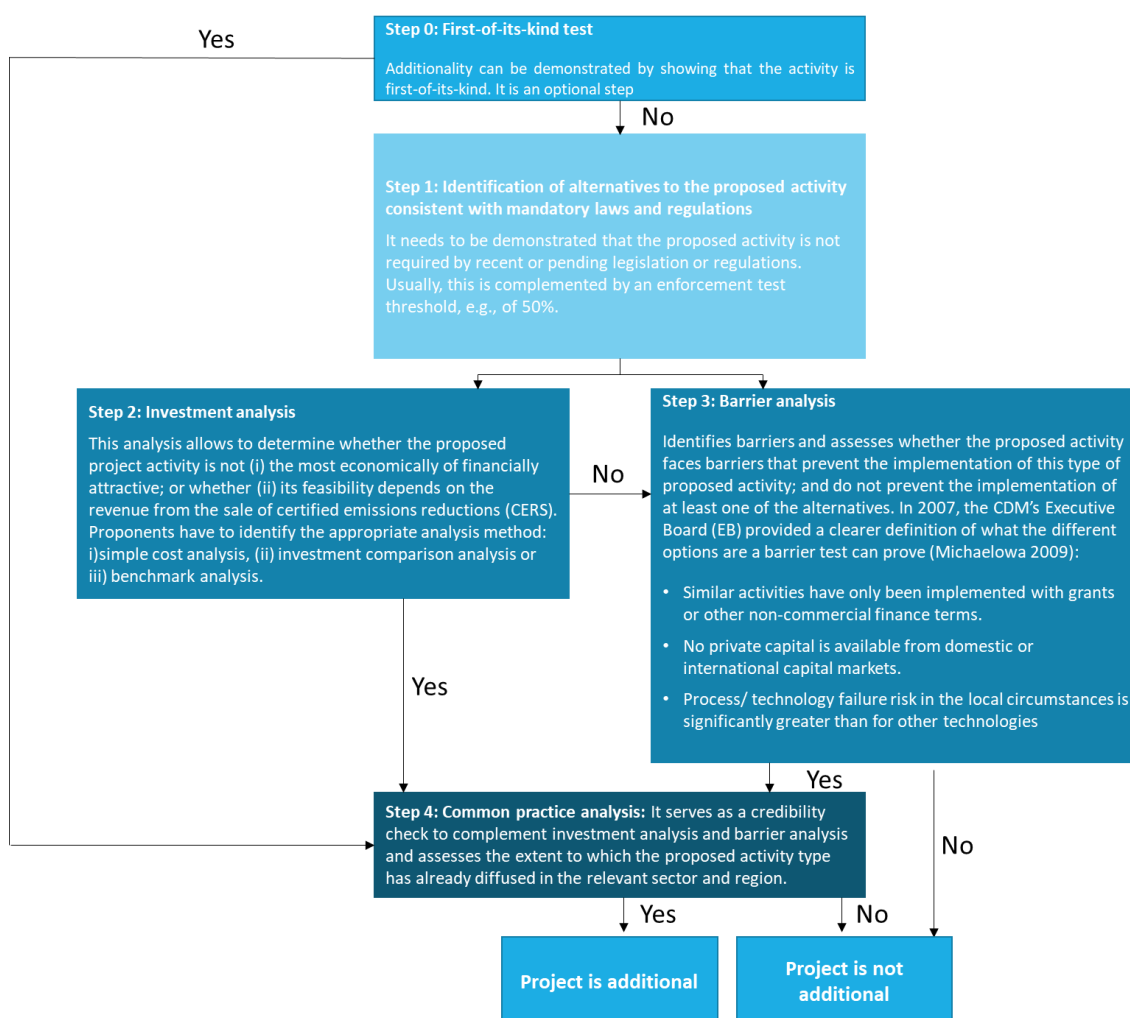 Yes
Step 0: First-of-its-kind test
Additionality can be demonstrated by showing that the activity is
first-of-its-kind. It is an optional step
No
Step 1: Identification of alternatives to the proposed activity
consistent with mandatory laws and regulations
It needs to be demonstrated that the proposed activity is not
required by recent or pending legislation or regulations.
Usually, this is complemented by an enforcement test
threshold, e.g., of 50%.
Step 2: Investment analysis
This analysis allows to determine whether the proposed
project activity is not (i) the most economically of financially
attractive; or whether (ii) its feasibility depends on the
revenue from the sale of certified emissions reductions (CERS).
Proponents have to identify the appropriate analysis method:
i)simple cost analysis, (ii) investment comparison analysis or
iii) benchmark analysis.
No
Step 3: Barrier analysis
Identifies barriers and assesses whether the proposed activity
faces barriers that prevent the implementation of this type of
proposed activity; and do not prevent the implementation of
at least one of the alternatives. In 2007, the CDM's Executive
Board (EB) provided a clearer definition of what the different
options are a barrier test can prove (Michaelowa 2009):
• Similar activities have only been implemented with grants
or other non-commercial finance terms.
• No private capital is available from domestic or
international capital markets.
• Process/ technology failure risk in the local circumstances is
significantly greater than for other technologies
Yes
Yes
No
Step 4: Common practice analysis: It serves as a credibility
check to complement investment analysis and barrier analysis
and assesses the extent to which the proposed activity type
has already diffused in the relevant sector and region.
Yes
No
Project is additional
Project is not
additional